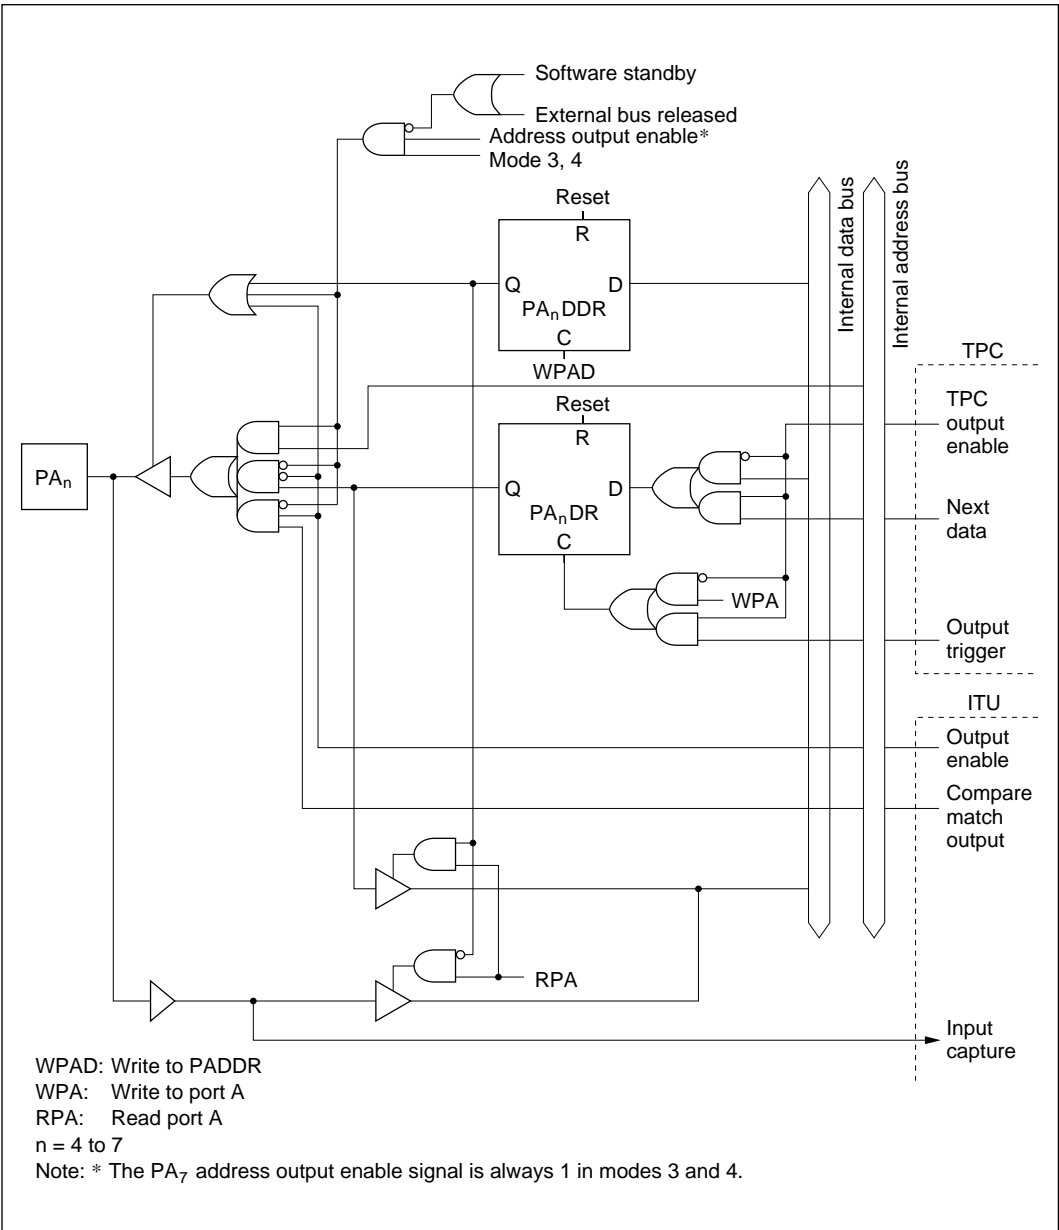 Software standby
External bus released
Address output enable*
Mode 3, 4
Internal data bus
Internal address bus
Reset
R
Q
D
PAnDDR
C
WPAD
TPC
TPC
output
enable
Reset
R
PAn
Q
D
PAnDR
C
Next
data
WPA
Output
trigger
ITU
Output
enable
Compare
match
output
RPA
Input
capture
WPAD: Write to PADDR
WPA: Write to port A
RPA: Read port A
n = 4 to 7
Note: * The PA7 address output enable signal is always 1 in modes 3 and 4.